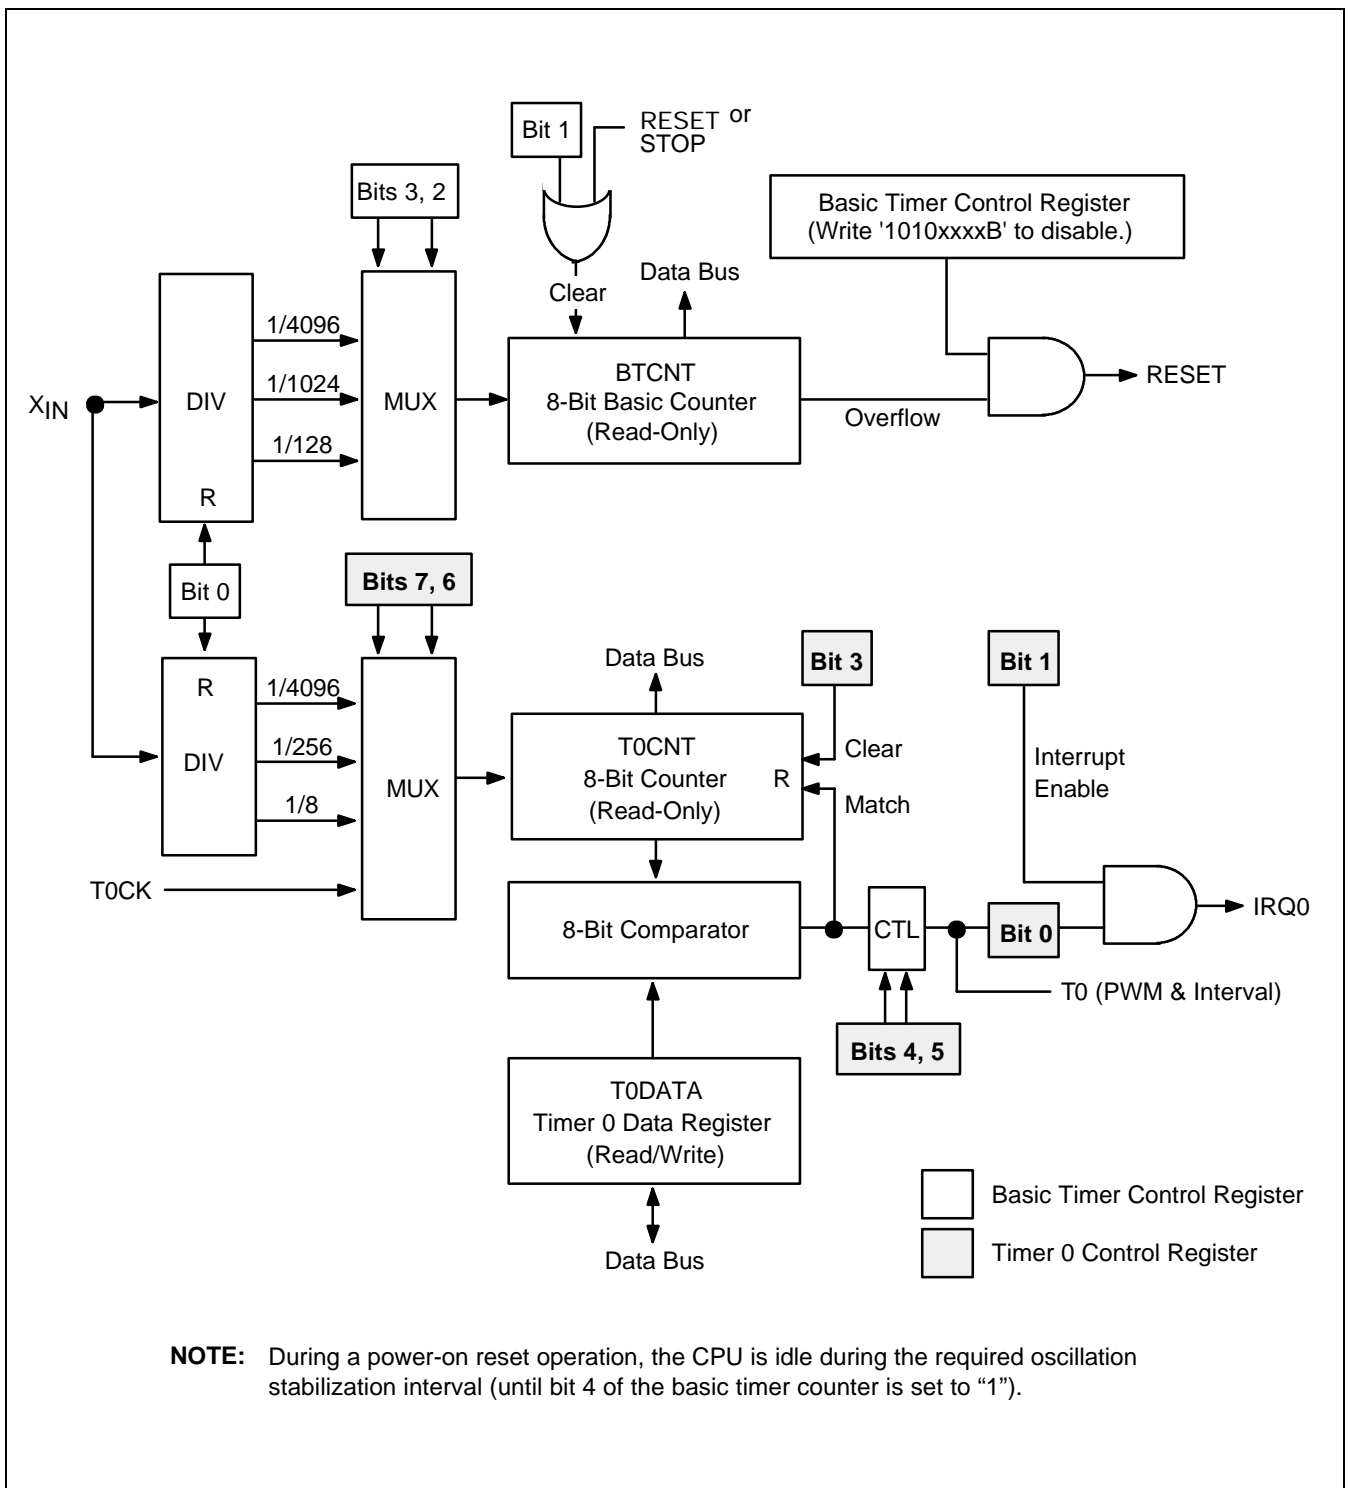 Bit 1
RESET or
STOP
Bits 3, 2
Basic Timer Control Register
(Write '1010xxxxB' to disable.)
Data Bus
Clear
1/4096
1/1024
1/128
XIN
DIV
R
MUX
BTCNT
8-Bit Basic Counter
(Read-Only)
Overflow
RESET
Bit 0
Bits 7, 6
R
DIV
1/4096
1/256
1/8
T0CK
MUX
Data Bus
Bit 3
Bit 1
T0CNT
8-Bit Counter
(Read-Only)
R
Clear
Match
Interrupt
Enable
8-Bit Comparator
CTL
Bit 0
IRQ0
T0 (PWM & Interval)
Bits 4, 5
T0DATA
Timer 0 Data Register
(Read/Write)
Data Bus
Basic Timer Control Register
Timer 0 Control Register
NOTE: During a power-on reset operation, the CPU is idle during the required oscillation
stabilization interval (until bit 4 of the basic timer counter is set to “1”).